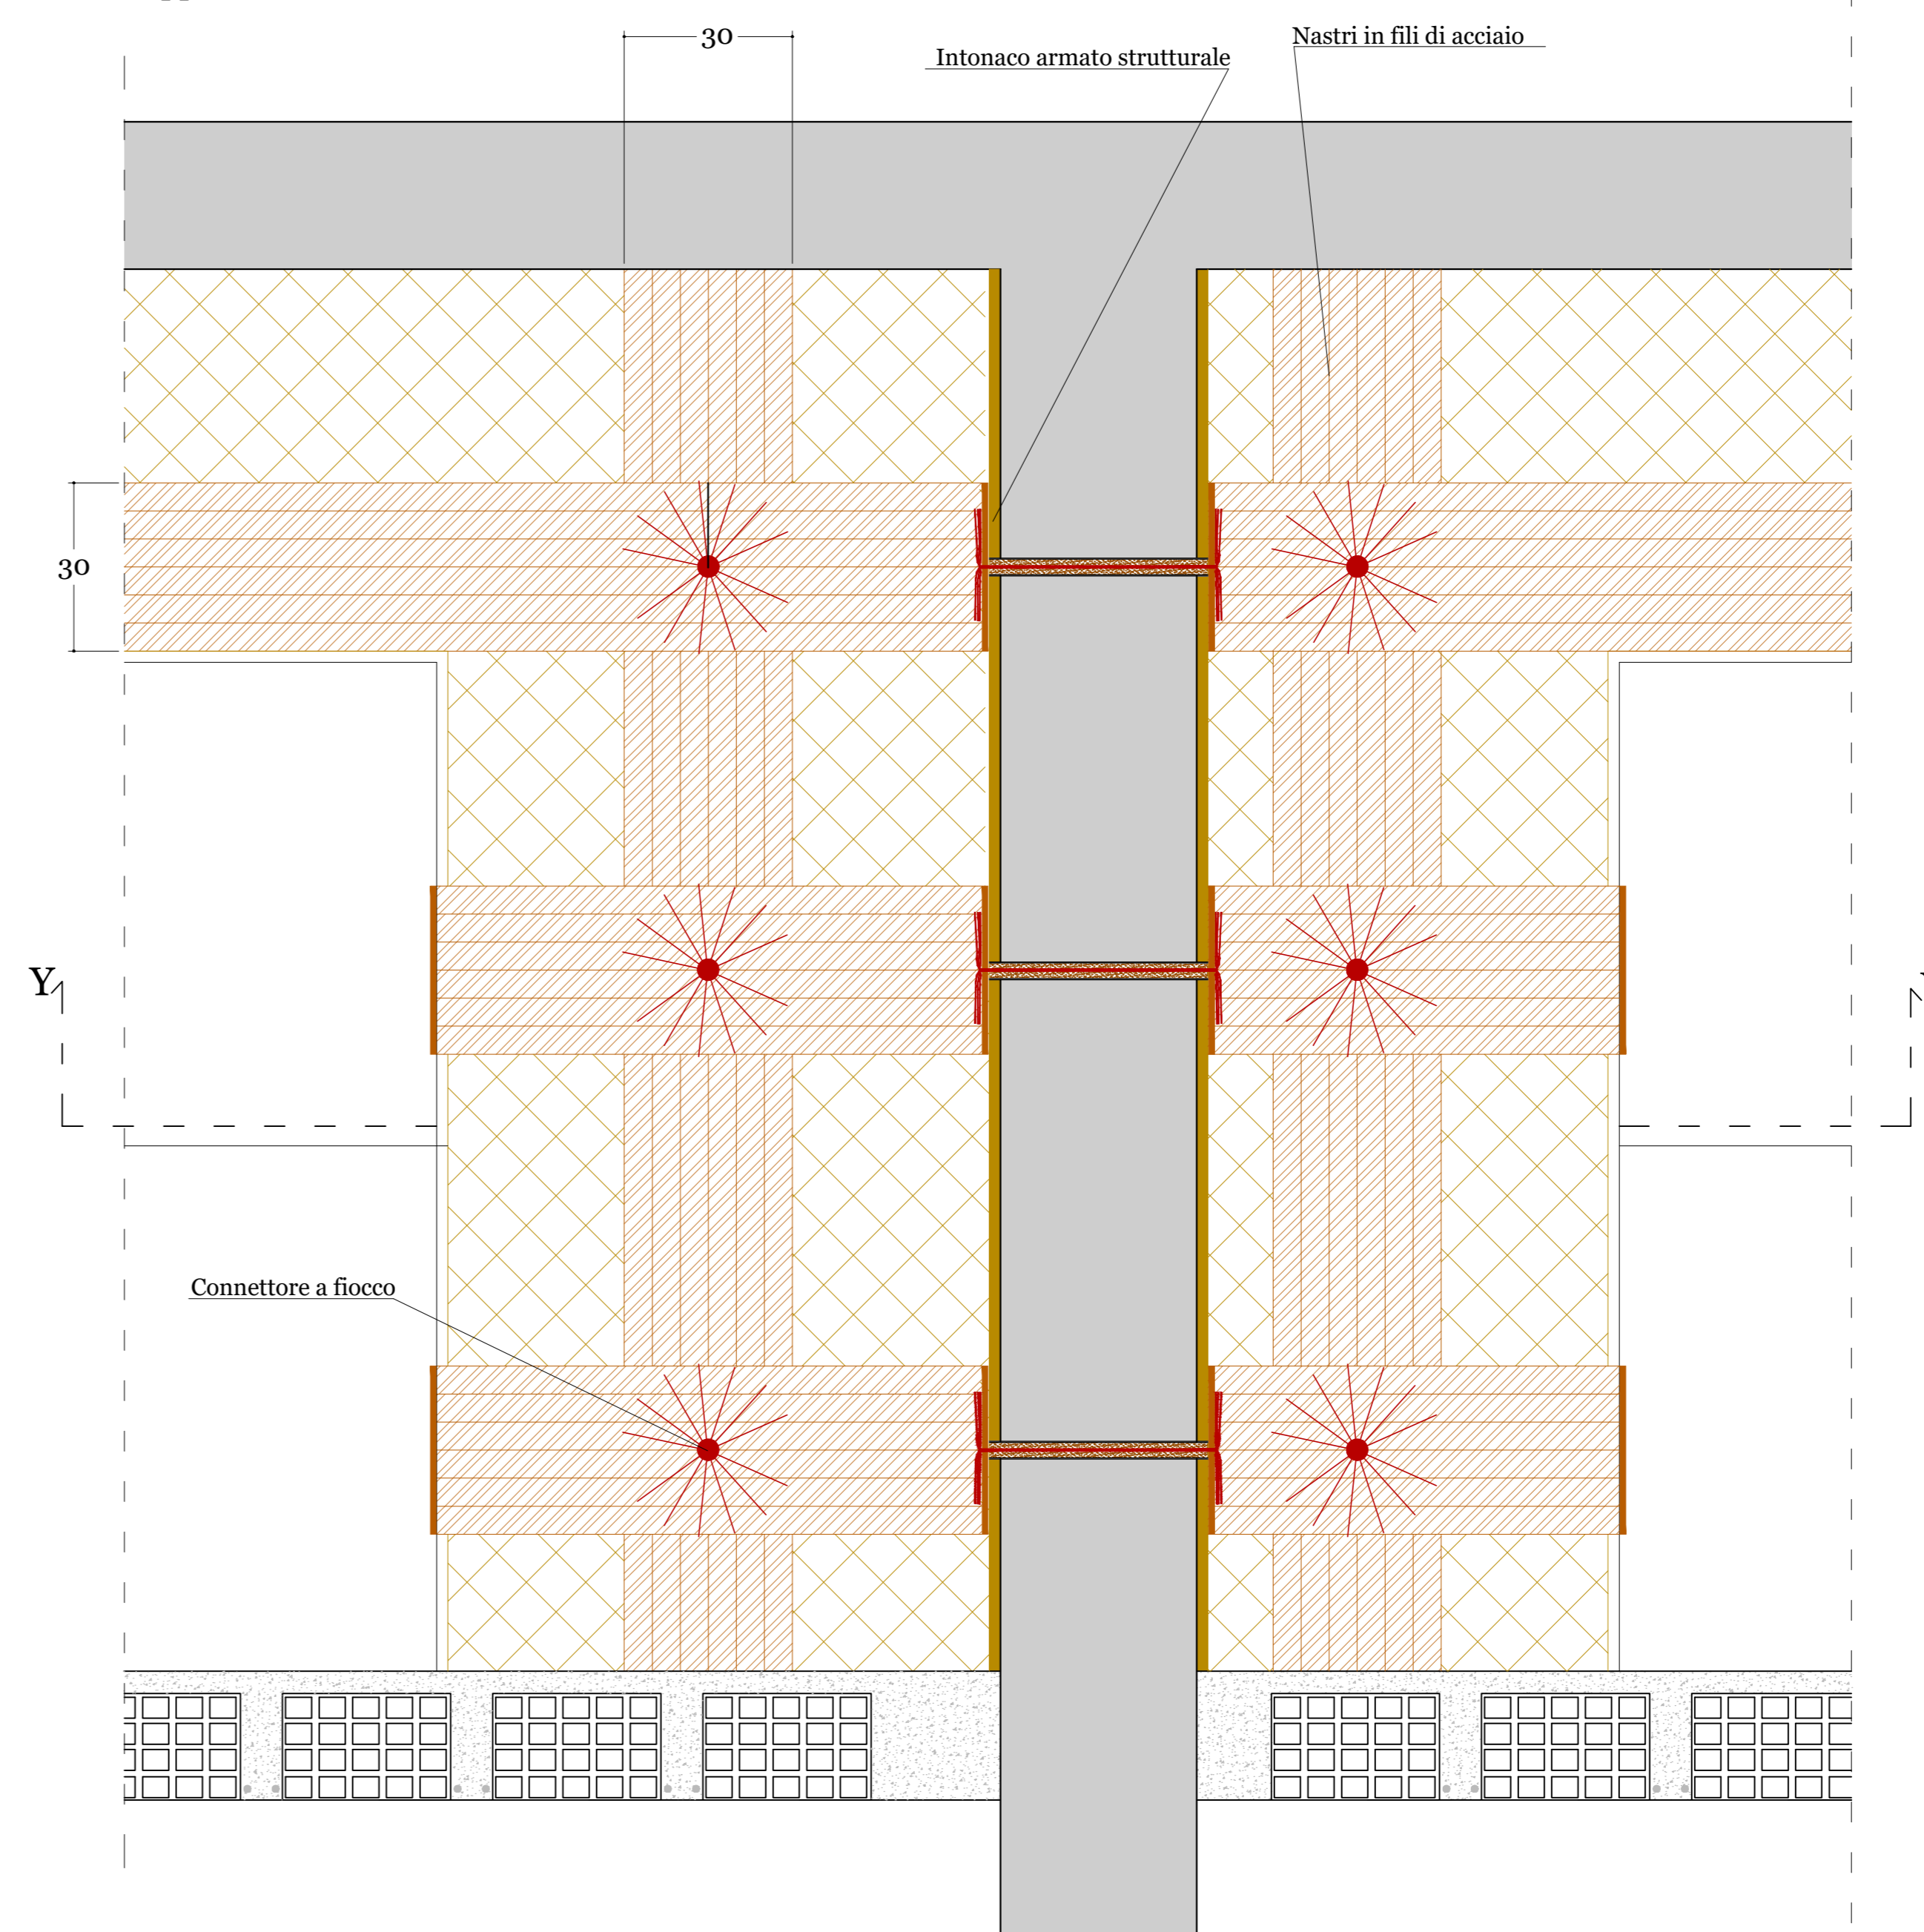 30
Nastri in fili di acciaio
Intonaco armato strutturale
30
Y
Connettore a fiocco